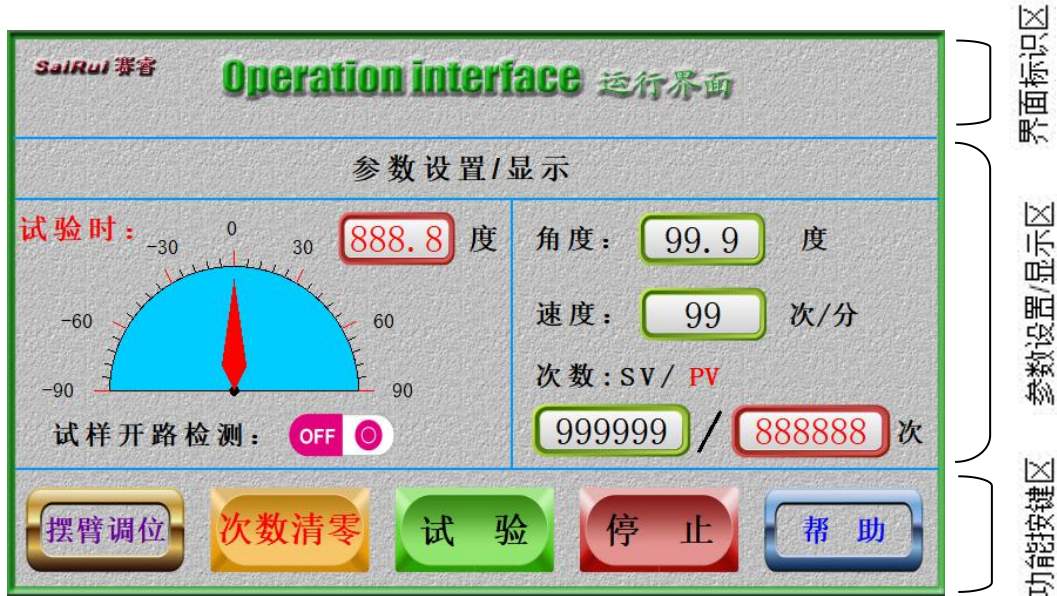 SaiRui 赛睿
Operation interface 运行界面
参数设置/显示
试验时：
-90
-60
-30
0
30
60
90
888.8 度
试样开路检测： OFF
角度： 99.9 度
速度： 99 次/分
次数:SV/ PV
999999 / 888888 次
摆臂调位
次数清零
试 验
停 止
帮 助
界面标识区
参数设置/显示区
功能按键区